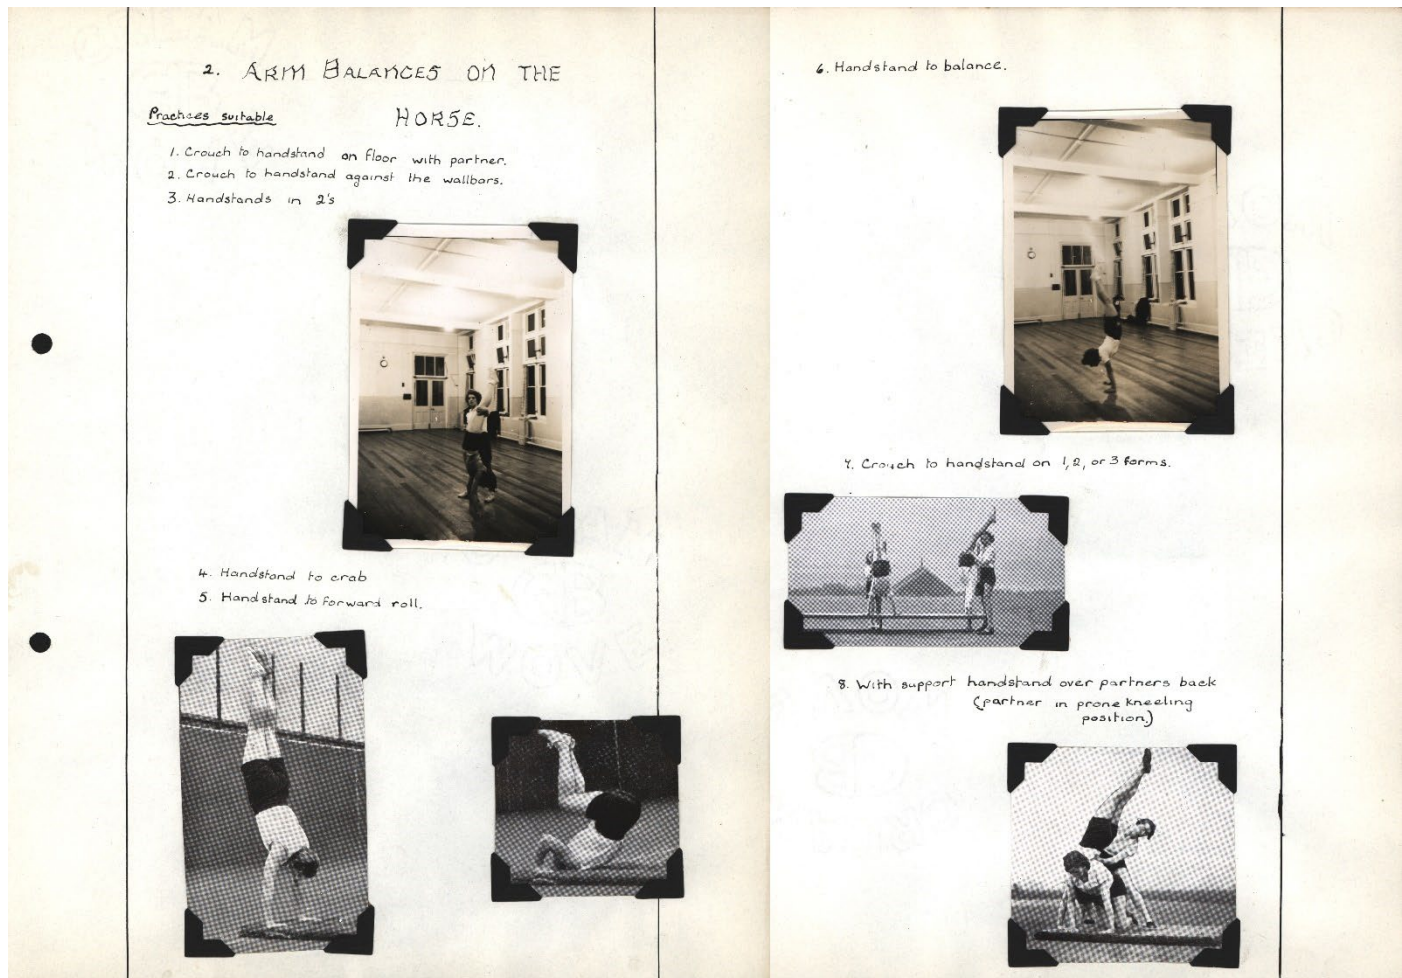 2. ARM BALANCES ON THE
HORSE.
Practices suitable
1. Crouch to handstand on floor with partner.
2. Crouch to handstand against the wallbars.
3. Handstands in 2's
4. Handstand to crab
5. Handstand to forward roll.
6. Handstand to balance.
7. Crouch to handstand on 1, 2, or 3 forms.
8. With support handstand over partners back
(partner in prone kneeling
position.)